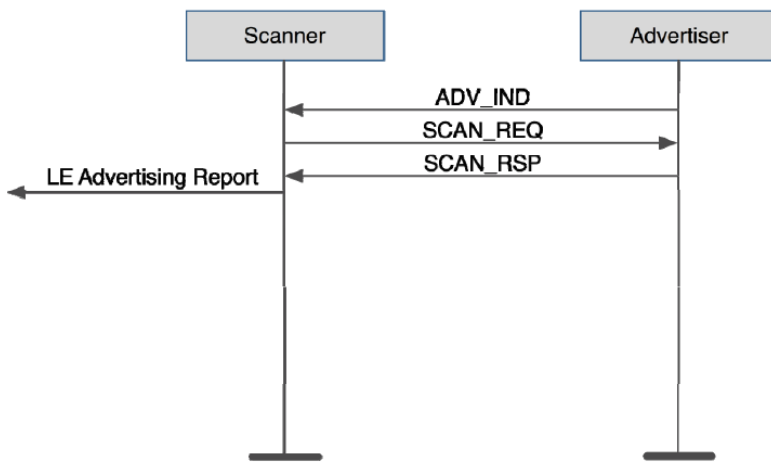 Scanner
Advertiser
ADV_IND
SCAN_REQ
SCAN_RSP
LE Advertising Report